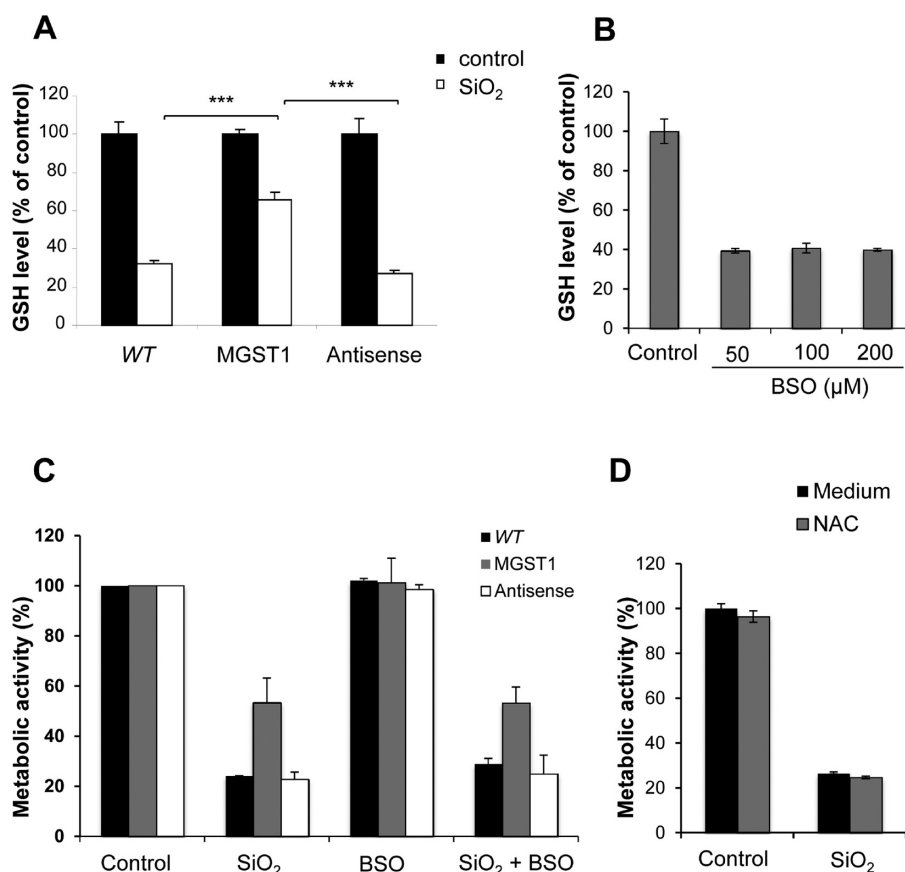 A
control
SiO₂
GSH level (% of control)
120
100
80
60
40
20
0
***
***
WT
MGST1
Antisense
B
GSH level (% of control)
120
100
80
60
40
20
0
Control
50
100
200
BSO (µM)
C
Metabolic activity (%)
120
100
80
60
40
20
0
WT
MGST1
Antisense
Control
SiO₂
BSO
SiO₂ + BSO
D
Medium
NAC
Metabolic activity (%)
120
100
80
60
40
20
0
Control
SiO₂